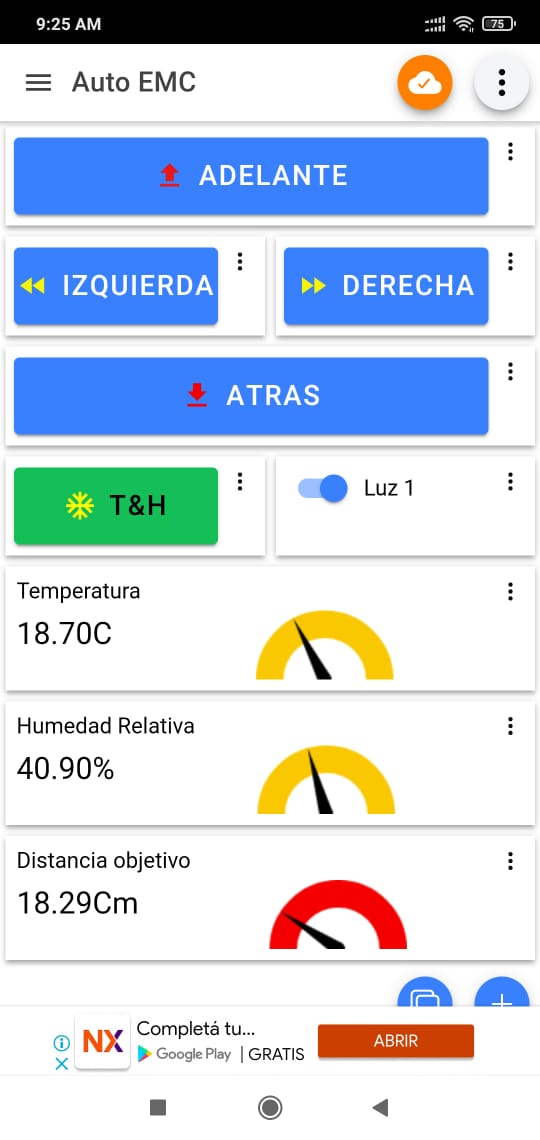 9:25 AM
75
Auto EMC
ADELANTE
IZQUIERDA
DERECHA
ATRAS
T&H
Luz 1
Temperatura
18.70C
Humedad Relativa
40.90%
Distancia objetivo
18.29Cm
NX
Completá tu...
Google Play | GRATIS
ABRIR